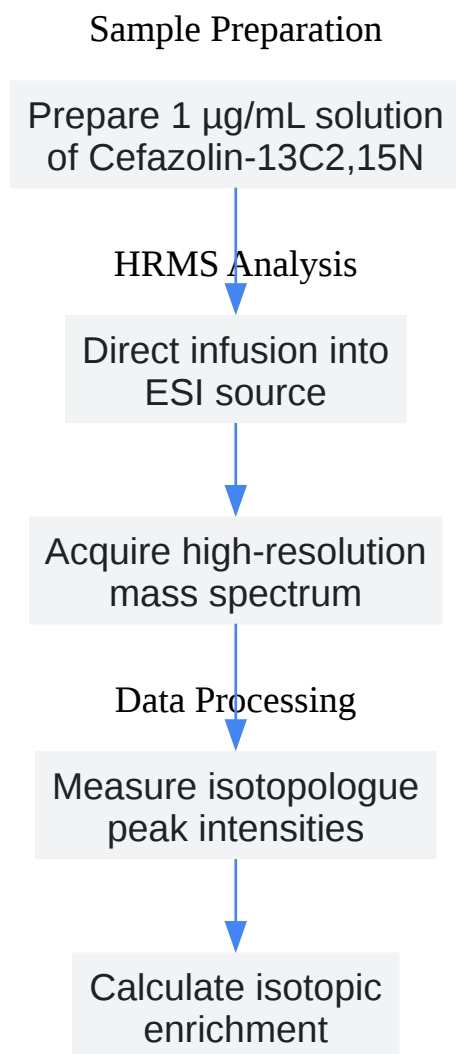 Sample Preparation
Prepare 1 µg/mL solution
of Cefazolin-13C2,15N
HRMS Analysis
Direct infusion into
ESI source
Acquire high-resolution
mass spectrum
Data Processing
Measure isotopologue
peak intensities
Calculate isotopic
enrichment